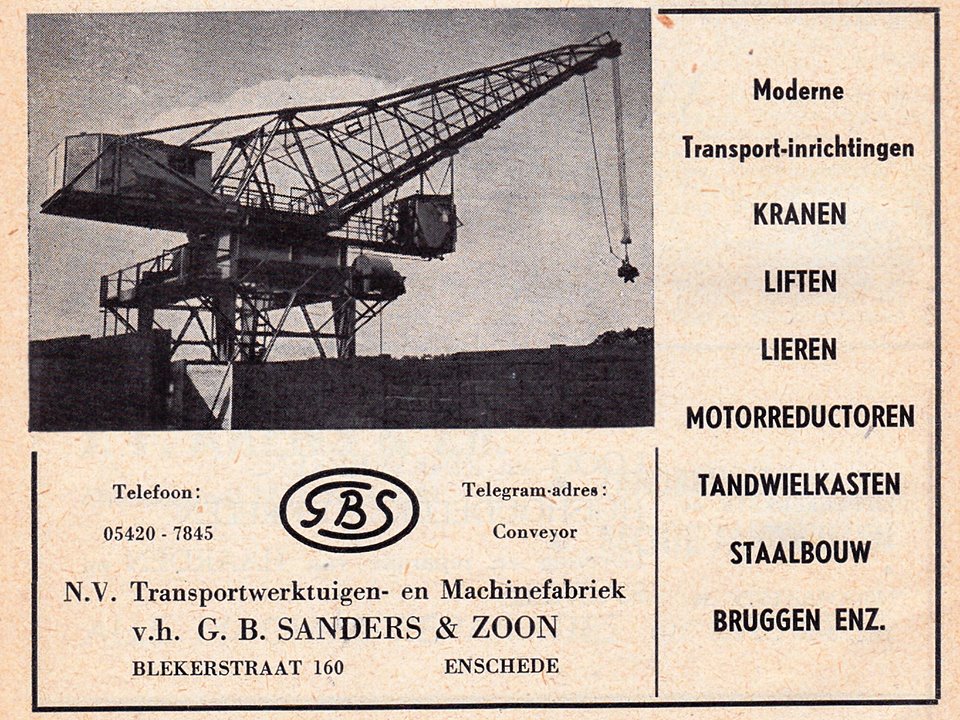 Moderne
Transport-inrichtingen
KRANEN
LIFTEN
LIEREN
MOTORREDUCTOREN
TANDWIELKASTEN
STAALBOUW
BRUGGEN ENZ.
Telefoon:
05420 - 7845
GBS
Telegram-adres:
Conveyor
N.V. Transportwerktuigen- en Machinefabriek
v.h. G. B. SANDERS & ZOON
BLEKERSTRAAT 160 ENSCHEDE